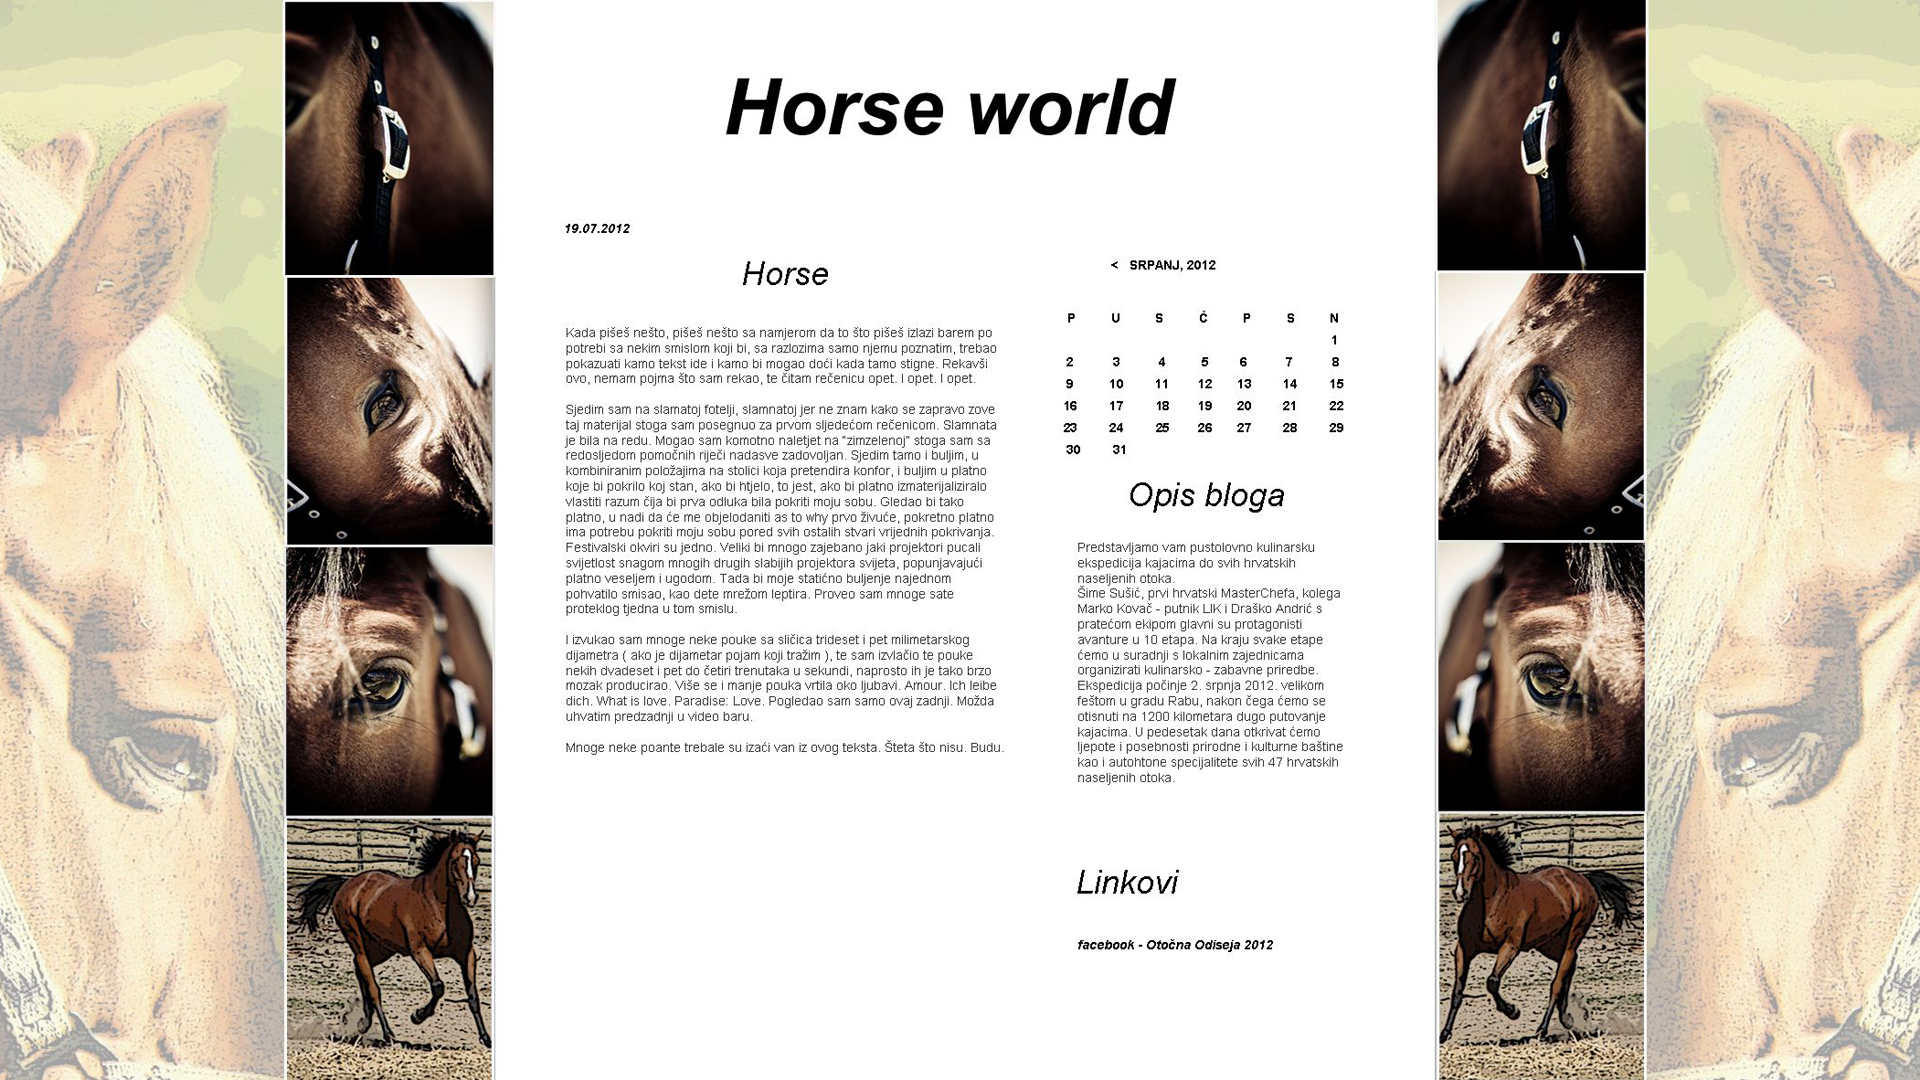 Horse world
19.07.2012
Horse
Kada pišeš nešto, pišeš nešto sa namjerom da to što pišeš izlazi barem po
potrebi sa nekim smislom koji bi, sa razlozima samo njemu poznatim, trebao
pokazuati kamo tekst ide i kamo bi mogao doći kada tamo stigne. Rekavši
ovo, nemam pojma što sam rekao, te čitam rečenicu opet. I opet. I opet.
Sjedim sam na slamatoj fotelji, slamnatoj jer ne znam kako se zapravo zove
taj materijal stoga sam posegnuo za prvom sljedećom rečenicom. Slamnata
je bila na redu. Mogao sam komotno naletjet na "zimzelenoj" stoga sam sa
redosljedom pomočnih riječi nadasve zadovoljan. Sjedim tamo i buljim, u
kombiniranim položajima na stolici koja pretendira konfor, i buljim u platno
koje bi pokrilo koj stan, ako bi htjelo, to jest, ako bi platno izmaterijaliziralo
vlastiti razum čija bi prva odluka bila pokriti moju sobu. Gledao bi tako
platno, u nadi da će me objelodaniti as to why prvo živuće, pokretno platno
ima potrebu pokriti moju sobu pored svih ostalih stvari vrijednih pokrivanja.
Festivalski okviri su jedno. Veliki bi mnogo zajebano jaki projektori pucali
svijetlost snagom mnogih drugih slabijih projektora svijeta, popunjavajući
platno veseljem i ugodom. Tada bi moje statićno buljenje najednom
pohvatilo smisao, kao dete mrežom leptira. Proveo sam mnoge sate
proteklog tjedna u tom smislu.
I izvukao sam mnoge neke pouke sa sličica trideset i pet milimetarskog
dijametra ( ako je dijametar pojam koji tražim ), te sam izvlačio te pouke
nekih dvadeset i pet do četiri trenutaka u sekundi, naprosto ih je tako brzo
mozak producirao. Više se i manje pouka vrtila oko ljubavi. Amour. Ich leibe
dich. What is love. Paradise: Love. Pogledao sam samo ovaj zadnji. Možda
uhvatim predzadnji u video baru.
Mnoge neke poante trebale su izaći van iz ovog teksta. Šteta što nisu. Budu.
< SRPANJ, 2012
P U S Č P S N
1
2 3 4 5 6 7 8
9 10 11 12 13 14 15
16 17 18 19 20 21 22
23 24 25 26 27 28 29
30 31
Opis bloga
Predstavljamo vam pustolovno kulinarsku
ekspedicija kajacima do svih hrvatskih
naseljenih otoka.
Šime Sušić, prvi hrvatski MasterChefa, kolega
Marko Kovač - putnik LIK i Draško Andrić s
pratećom ekipom glavni su protagonisti
avanture u 10 etapa. Na kraju svake etape
ćemo u suradnji s lokalnim zajednicama
organizirati kulinarsko - zabavne priredbe.
Ekspedicija počinje 2. srpnja 2012. velikom
feštom u gradu Rabu, nakon čega ćemo se
otisnuti na 1200 kilometara dugo putovanje
kajacima. U pedesetak dana otkrivat ćemo
ljepote i posebnosti prirodne i kulturne baštine
kao i autohtone specijalitete svih 47 hrvatskih
naseljenih otoka.
Linkovi
facebook - Otočna Odiseja 2012